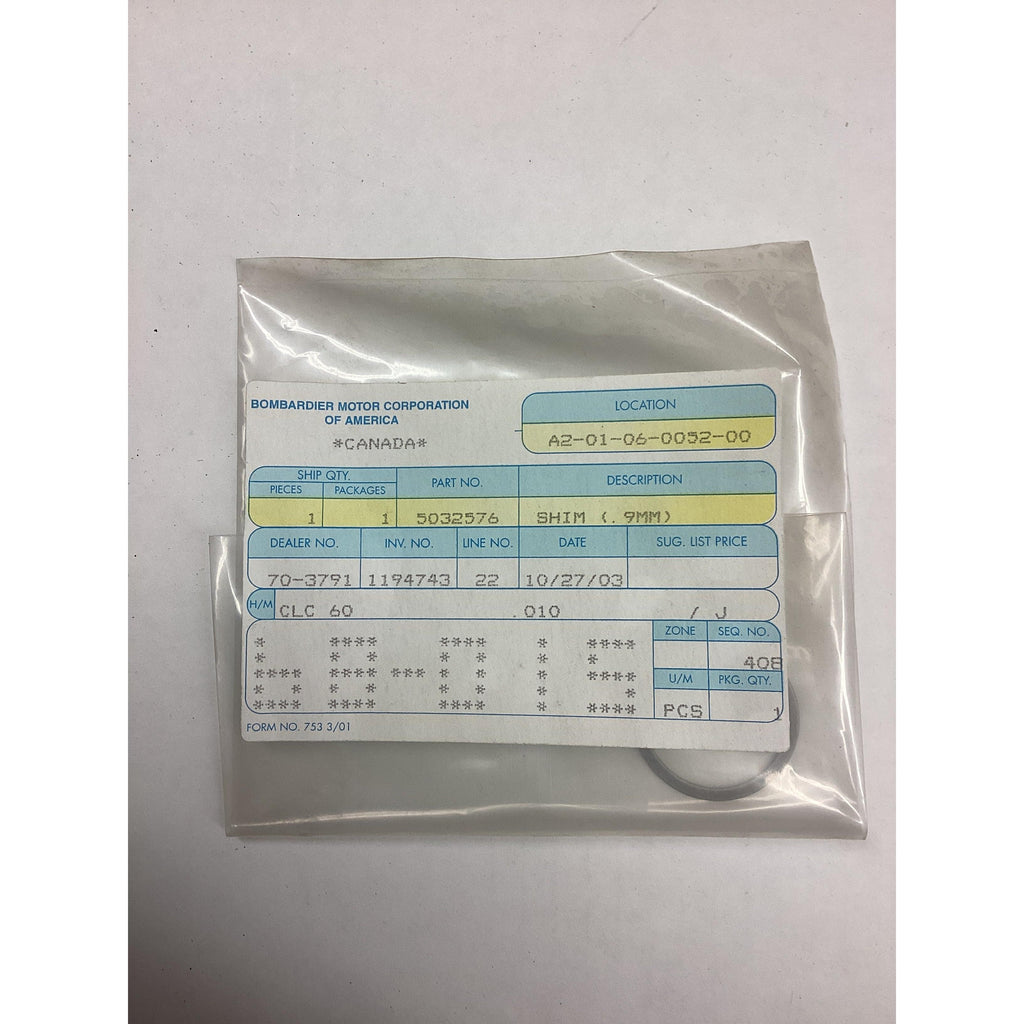 BOMBARDIER MOTOR CORPORATION
OF AMERICA
*CANADA*
LOCATION
A2-01-06-0052-00
SHIP QTY.
PIECES PACKAGES PART NO. DESCRIPTION
1 1 5032576 SHIM (.9MM)
DEALER NO. INV. NO. LINE NO. DATE SUG. LIST PRICE
70-3791 1194743 22 10/27/03
H/M CLC 60 .010 / J
ZONE SEQ. NO.
408
U/M PKG. QTY.
PCS 1
68-015
FORM NO. 753 3/01